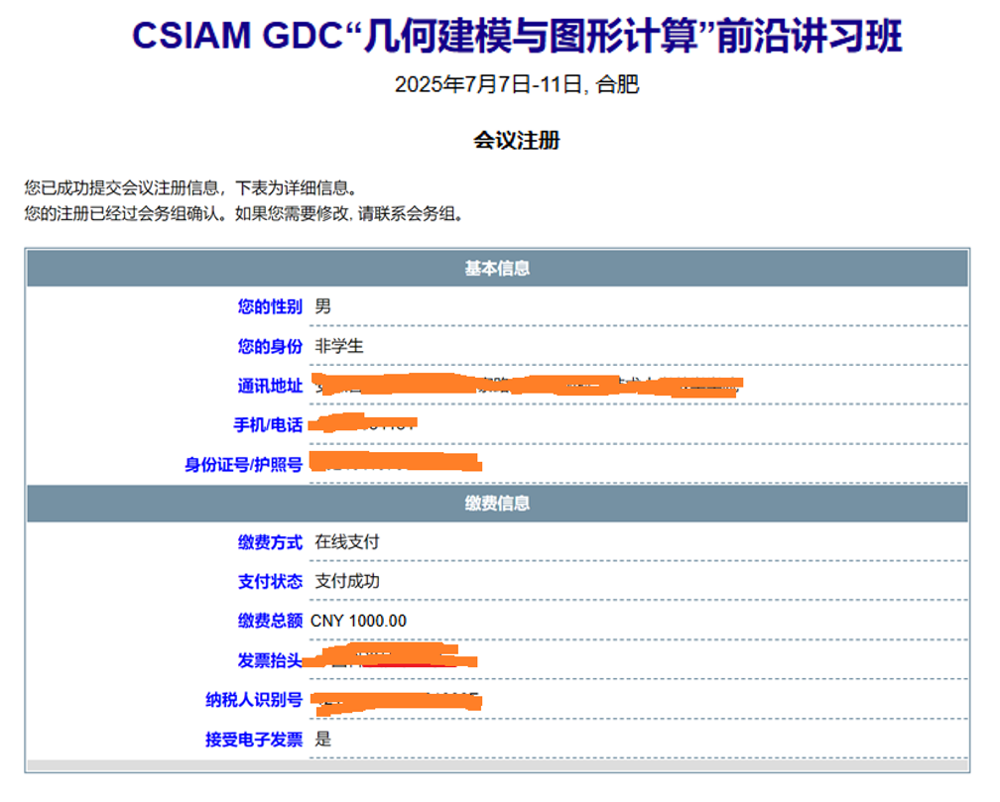 CSIAM GDC“几何建模与图形计算”前沿讲习班
2025年7月7日-11日, 合肥
会议注册
您已成功提交会议注册信息，下表为详细信息。
您的注册已经过会务组确认。如果您需要修改, 请联系会务组。
基本信息
您的性别 男
您的身份 非学生
通讯地址
手机/电话
身份证号/护照号
缴费信息
缴费方式 在线支付
支付状态 支付成功
缴费总额 CNY 1000.00
发票抬头
纳税人识别号
接受电子发票 是